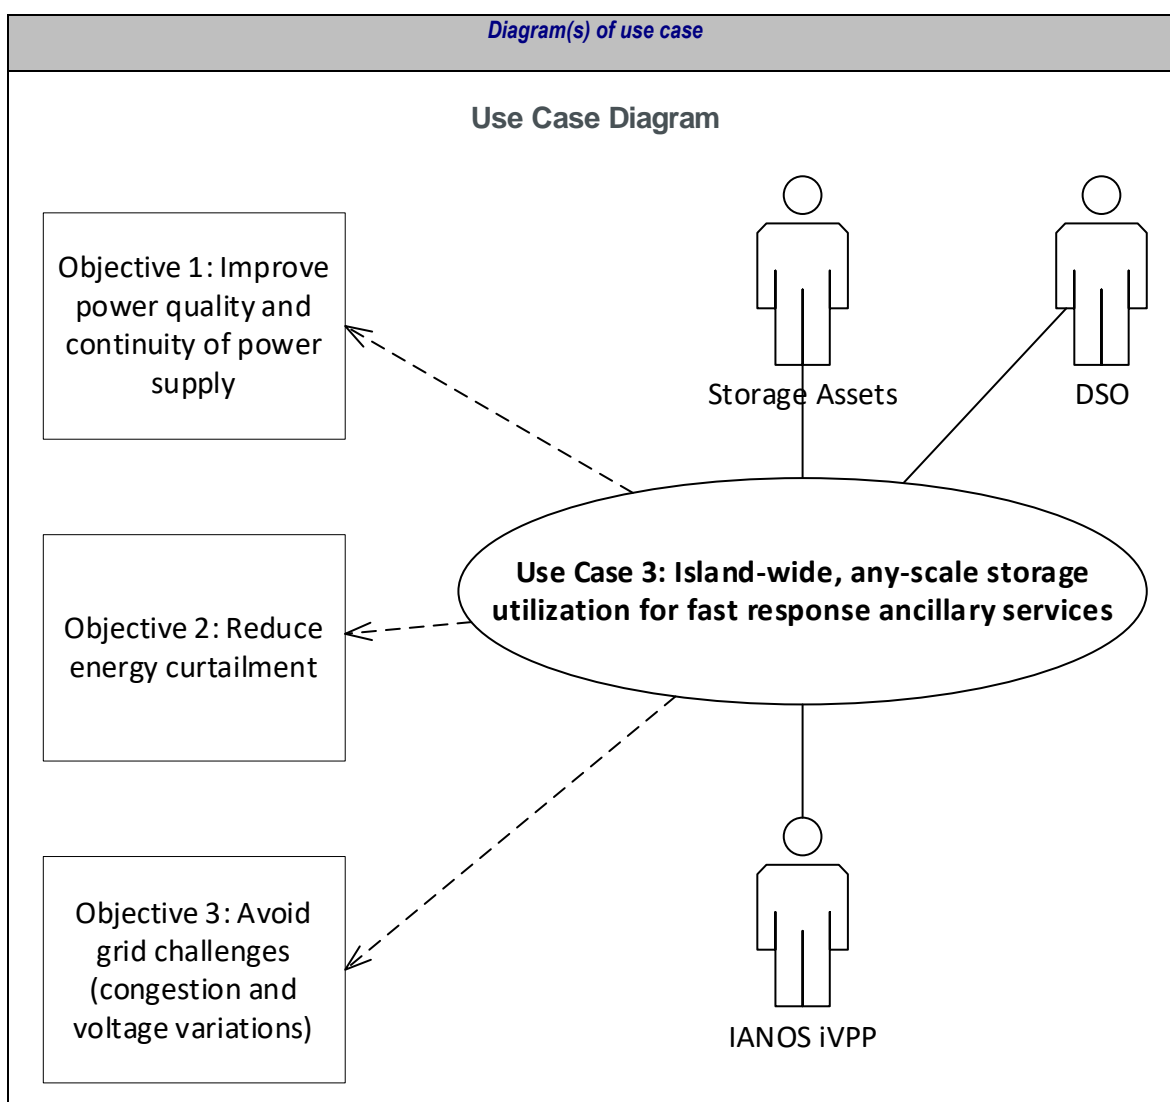 Diagram(s) of use case
Use Case Diagram
Objective 1: Improve
power quality and
continuity of power
supply
Storage Assets
DSO
Use Case 3: Island-wide, any-scale storage
utilization for fast response ancillary services
Objective 2: Reduce
energy curtailment
Objective 3: Avoid
grid challenges
(congestion and
voltage variations)
IANOS iVPP